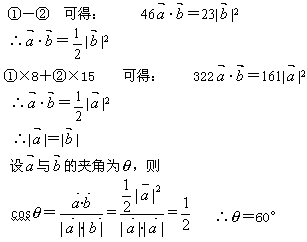 ①－② 可得： 46a⃗·b⃗=23|b⃗|²
∴a⃗·b⃗=1/2|b⃗|²
①×8+②×15 可得： 322a⃗·b⃗=161|a⃗|²
∴a⃗·b⃗=1/2|a⃗|²
∴|a⃗|=|b⃗|
设a⃗与b⃗的夹角为θ，则
cosθ=(a⃗·b⃗)/(|a⃗|·|b⃗|)=(1/2|a⃗|²)/(|a⃗|·|a⃗|)=1/2 ∴θ=60°